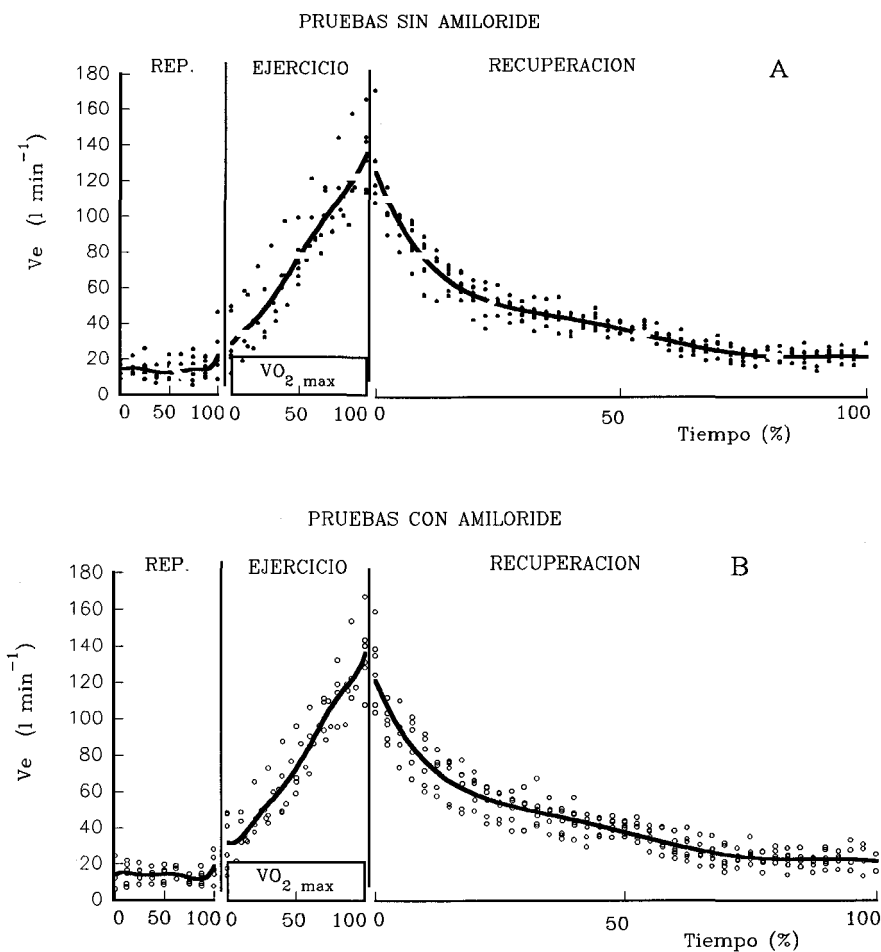 PRUEBAS SIN AMILORIDE
REP.
EJERCICIO
RECUPERACION
A
180
160
140
120
100
80
60
40
20
0
Ve (l min⁻¹)
VO₂ max
0 50 100
0 50 100
0 50 100
Tiempo (%)
PRUEBAS CON AMILORIDE
REP.
EJERCICIO
RECUPERACION
B
180
160
140
120
100
80
60
40
20
0
Ve (l min⁻¹)
VO₂ max
0 50 100
0 50 100
0 50 100
Tiempo (%)